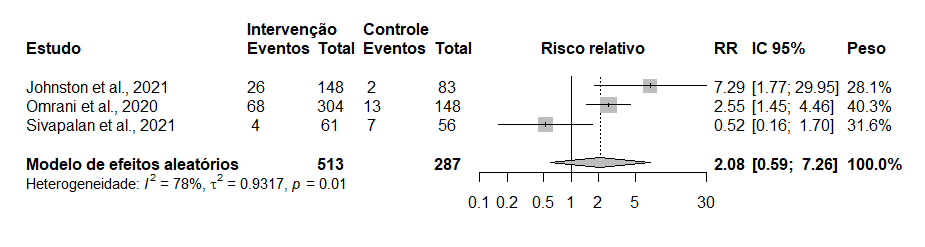 Intervenção Controle
Estudo Eventos Total Eventos Total Risco relativo RR IC 95% Peso
Johnston et al., 2021 26 148 2 83 7.29 [1.77; 29.95] 28.1%
Omrani et al., 2020 68 304 13 148 2.55 [1.45; 4.46] 40.3%
Sivapalan et al., 2021 4 61 7 56 0.52 [0.16; 1.70] 31.6%
Modelo de efeitos aleatórios 513 287 2.08 [0.59; 7.26] 100.0%
Heterogeneidade: I² = 78%, τ² = 0.9317, p = 0.01
0.1 0.2 0.5 1 2 5 30